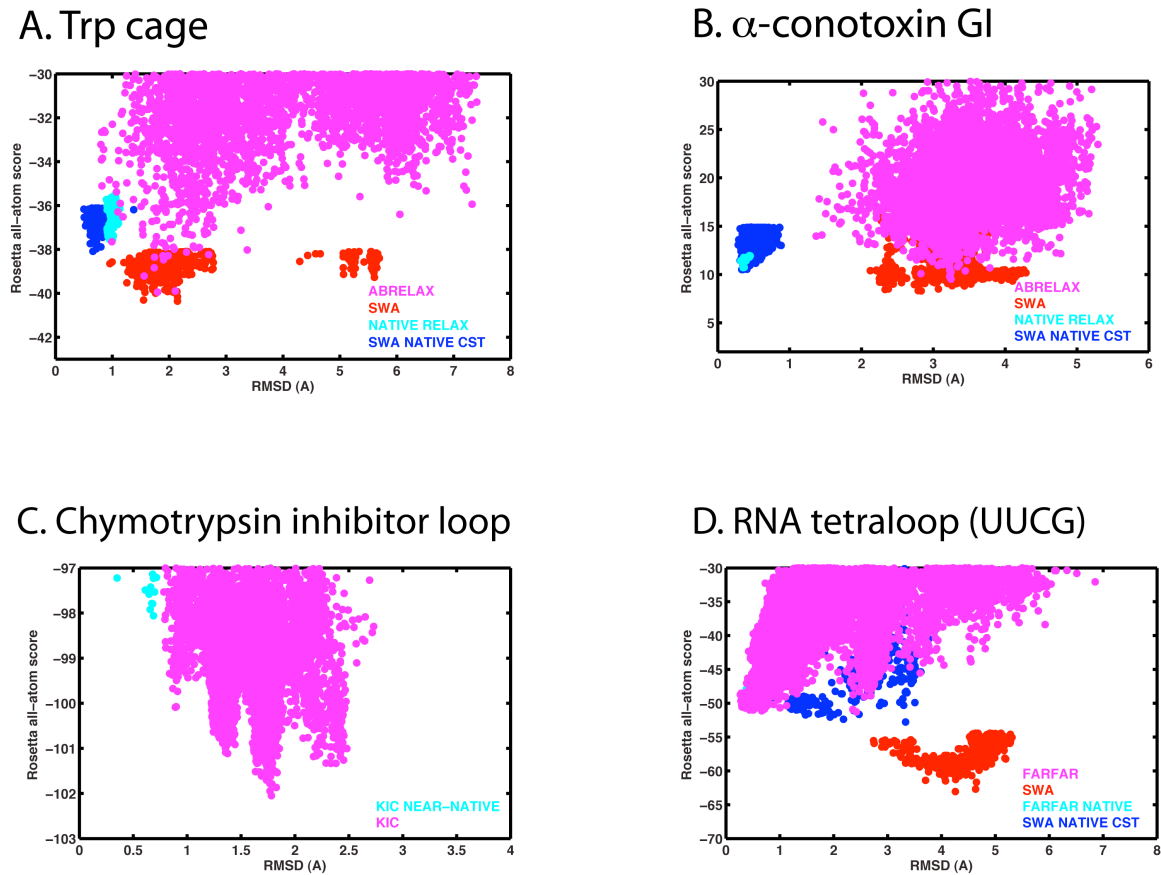 A. Trp cage
−30
−32
−34
−36
−38
−40
−42
Rosetta all−atom score
0 1 2 3 4 5 6 7 8
RMSD (A)
ABRELAX
SWA
NATIVE RELAX
SWA NATIVE CST
B. α-conotoxin GI
30
25
20
15
10
5
Rosetta all−atom score
0 1 2 3 4 5 6
RMSD (A)
ABRELAX
SWA
NATIVE RELAX
SWA NATIVE CST
C. Chymotrypsin inhibitor loop
−97
−98
−99
−100
−101
−102
−103
Rosetta all−atom score
0 0.5 1 1.5 2 2.5 3 3.5 4
RMSD (A)
KIC NEAR−NATIVE
KIC
D. RNA tetraloop (UUCG)
−30
−35
−40
−45
−50
−55
−60
−65
−70
Rosetta all−atom score
0 1 2 3 4 5 6 7 8
RMSD (A)
FARFAR
SWA
FARFAR NATIVE
SWA NATIVE CST